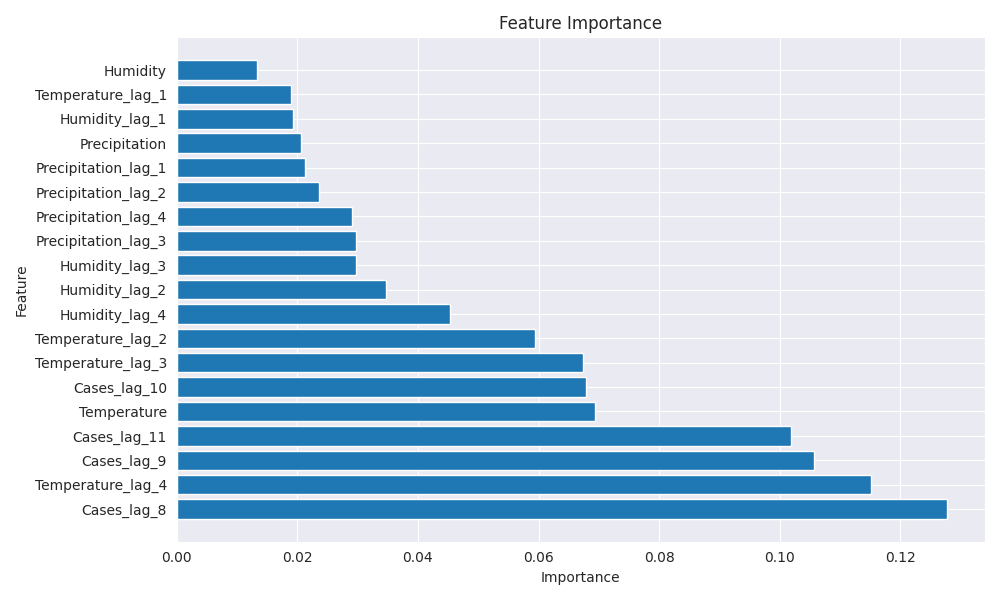 Feature Importance
Humidity
Temperature_lag_1
Humidity_lag_1
Precipitation
Precipitation_lag_1
Precipitation_lag_2
Precipitation_lag_4
Precipitation_lag_3
Humidity_lag_3
Humidity_lag_2
Humidity_lag_4
Temperature_lag_2
Temperature_lag_3
Cases_lag_10
Temperature
Cases_lag_11
Cases_lag_9
Temperature_lag_4
Cases_lag_8
Feature
0.00 0.02 0.04 0.06 0.08 0.10 0.12
Importance